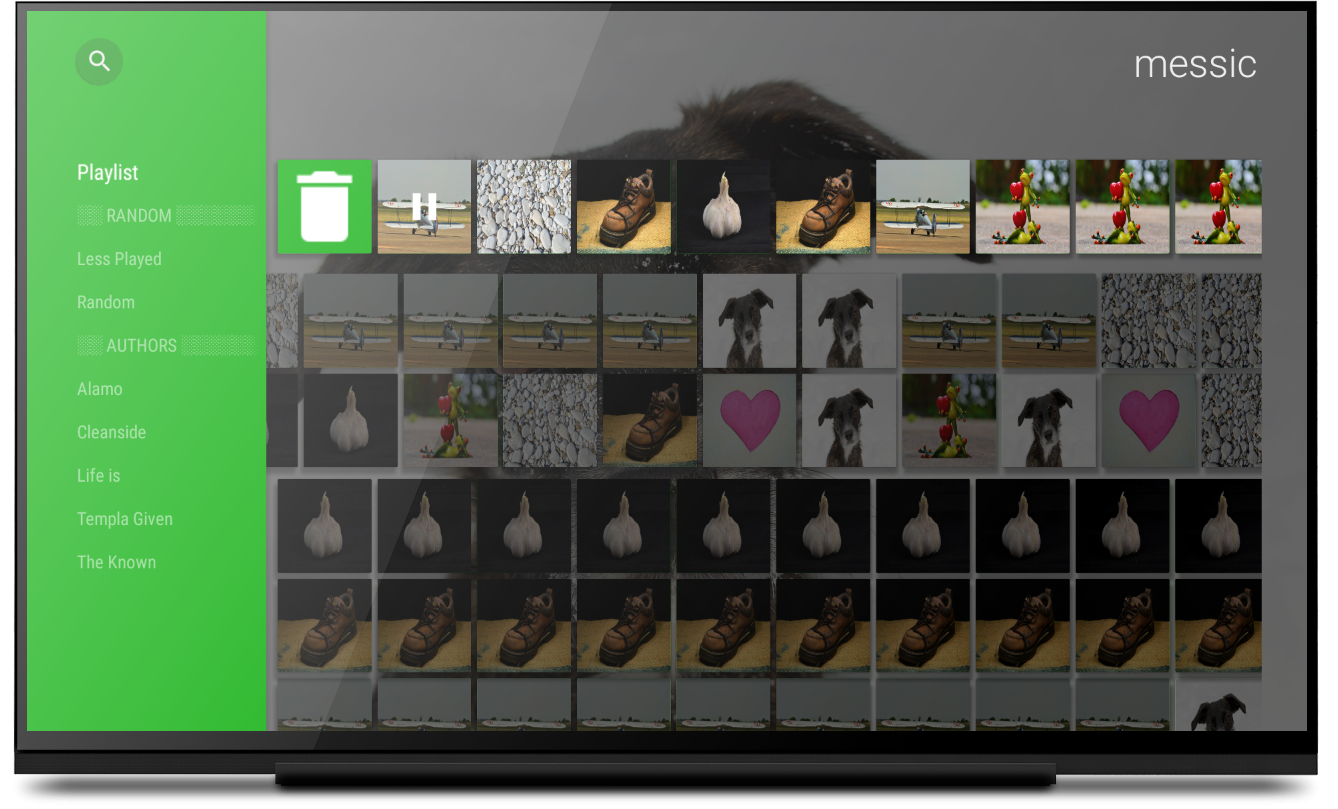 messic
Playlist
░░ RANDOM ░░░░░░
Less Played
Random
░░ AUTHORS ░░░░░░
Alamo
Cleanside
Life is
Templa Given
The Known